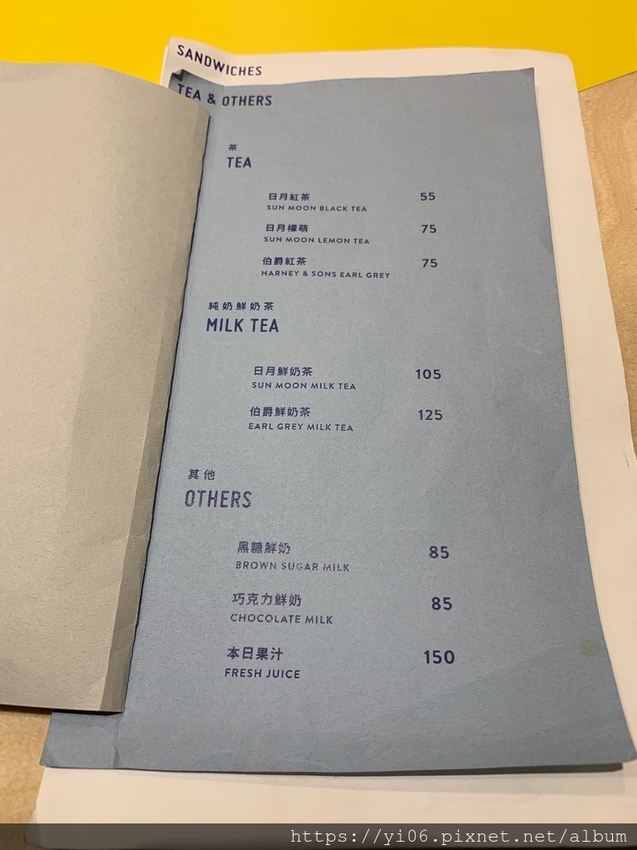 SANDWICHES
TEA & OTHERS
茶
TEA
日月紅茶 55
SUN MOON BLACK TEA
日月檬萌 75
SUN MOON LEMON TEA
伯爵紅茶 75
HARNEY & SONS EARL GREY
純奶鮮奶茶
MILK TEA
日月鮮奶茶 105
SUN MOON MILK TEA
伯爵鮮奶茶 125
EARL GREY MILK TEA
其他
OTHERS
黑糖鮮奶 85
BROWN SUGAR MILK
巧克力鮮奶 85
CHOCOLATE MILK
本日果汁 150
FRESH JUICE
https://yi06.pixnet.net/album